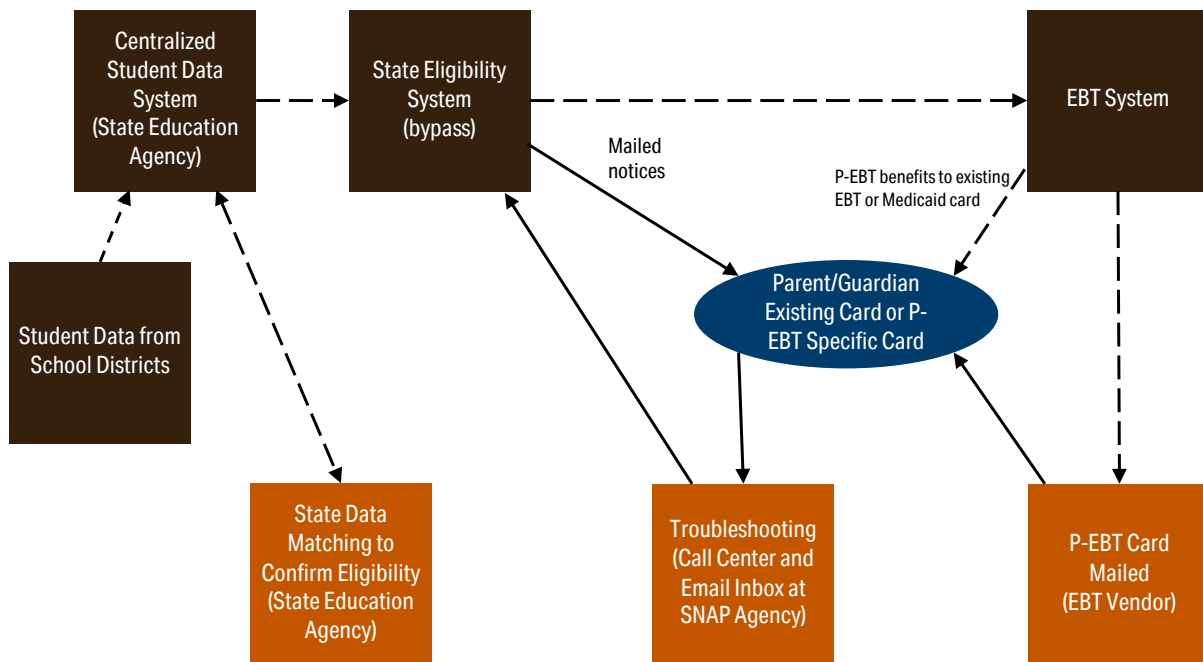 Centralized
Student Data
System
(State Education
Agency)
State Eligibility
System
(bypass)
EBT System
Mailed
notices
P-EBT benefits to existing
EBT or Medicaid card
Student Data from
School Districts
Parent/Guardian
Existing Card or P-
EBT Specific Card
State Data
Matching to
Confirm Eligibility
(State Education
Agency)
Troubleshooting
(Call Center and
Email Inbox at
SNAP Agency)
P-EBT Card
Mailed
(EBT Vendor)